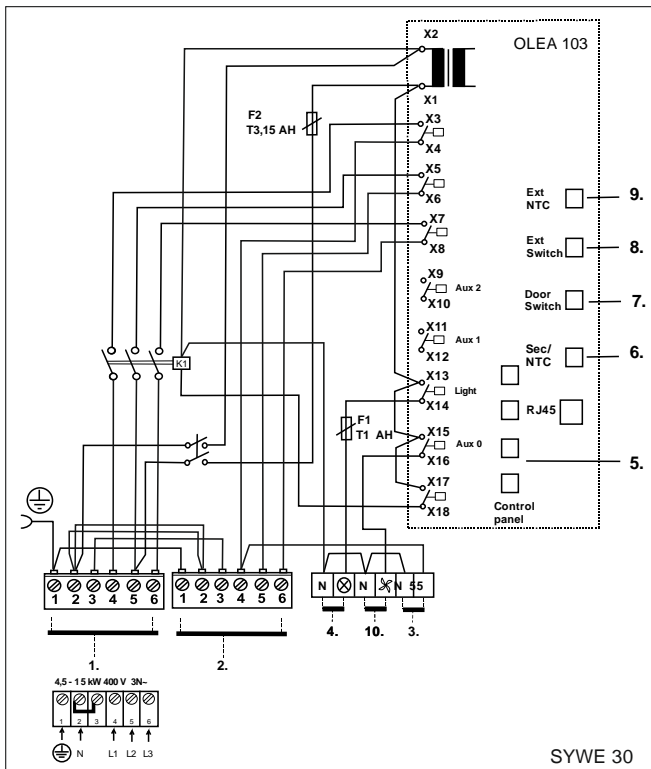 OLEA 103
X2
X1
F2
T3,15 AH
X3
X4
X5
X6
X7
X8
X9
Aux 2
X10
X11
Aux 1
X12
X13
Light
X14
X15
Aux 0
X16
X17
X18
Ext
NTC
9.
Ext
Switch
8.
Door
Switch
7.
Sec/
NTC
6.
RJ45
5.
Control
panel
K1
F1
T1 AH
1 2 3 4 5 6
1 2 3 4 5 6
N N N 55
1.
2.
4. 10. 3.
4,5 - 15 kW 400 V 3N~
1 2 3 4 5 6
N L1 L2 L3
SYWE 30